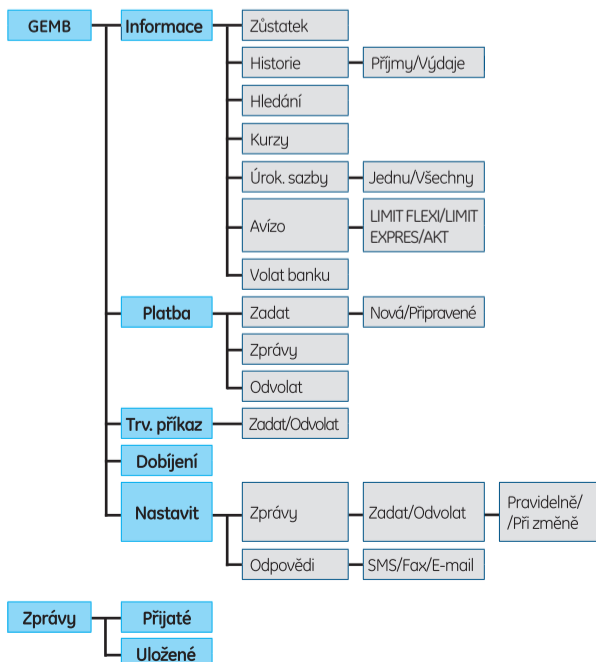 GEMB
Informace
Zůstatek
Historie
Příjmy/Výdaje
Hledání
Kurzy
Úrok. sazby
Jednu/Všechny
Avízo
LIMIT FLEXI/LIMIT
EXPRES/AKT
Volat banku
Platba
Zadat
Nová/Připravené
Zprávy
Odvolat
Trv. příkaz
Zadat/Odvolat
Dobíjení
Nastavit
Zprávy
Zadat/Odvolat
Pravidelně/
/Při změně
Odpovědi
SMS/Fax/E-mail
Zprávy
Přijaté
Uložené